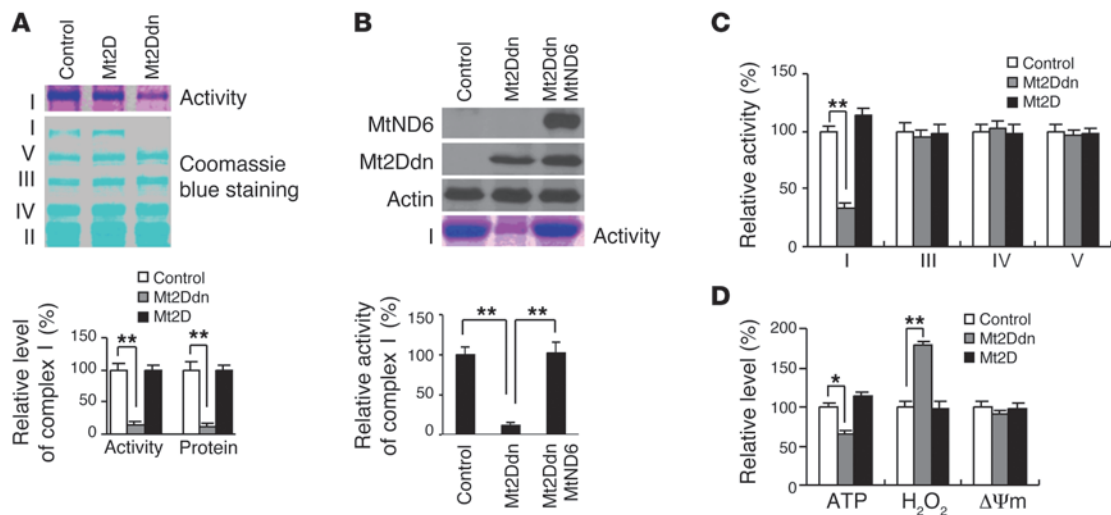 A
Control
Mt2D
Mt2Ddn
I
Activity
I
V
III
IV
II
Coomassie
blue staining
Control
Mt2Ddn
Mt2D
Relative level
of complex I (%)
150
100
50
0
**
**
Activity
Protein
B
Control
Mt2Ddn
Mt2Ddn
MtND6
MtND6
Mt2Ddn
Actin
I
Activity
Relative activity
of complex I (%)
150
100
50
0
**
**
Control
Mt2Ddn
Mt2Ddn
MtND6
C
Control
Mt2Ddn
Mt2D
Relative activity (%)
150
100
50
0
**
I
III
IV
V
D
Control
Mt2Ddn
Mt2D
Relative level (%)
200
150
100
50
0
*
**
ATP
H₂O₂
ΔΨm